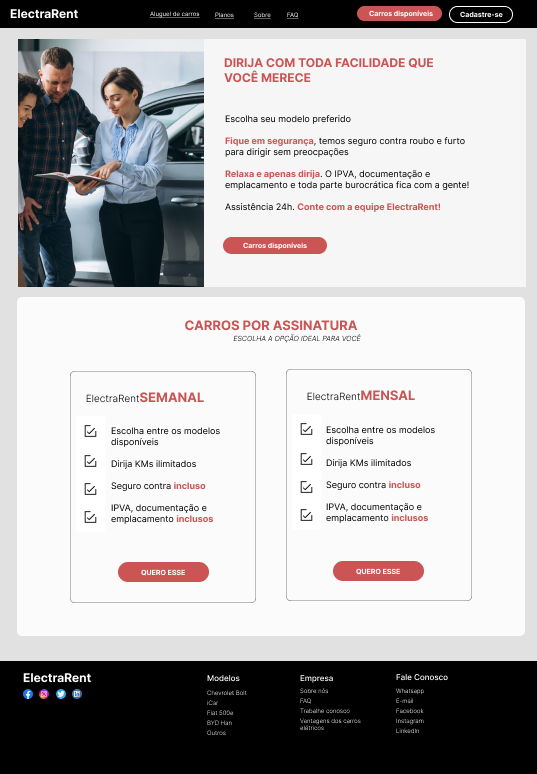 ElectraRent
Aluguel de carros
Planos
Sobre
FAQ
Carros disponíveis
Cadastre-se
DIRIJA COM TODA FACILIDADE QUE
VOCÊ MERECE
Escolha seu modelo preferido
Fique em segurança, temos seguro contra roubo e furto
para dirigir sem preocpações
Relaxa e apenas dirija. O IPVA, documentação e
emplacamento e toda parte burocrática fica com a gente!
Assistência 24h. Conte com a equipe ElectraRent!
Carros disponíveis
CARROS POR ASSINATURA
ESCOLHA A OPÇÃO IDEAL PARA VOCÊ
ElectraRentSEMANAL
Escolha entre os modelos
disponíveis
Dirija KMs ilimitados
Seguro contra incluso
IPVA, documentação e
emplacamento inclusos
QUERO ESSE
ElectraRentMENSAL
Escolha entre os modelos
disponíveis
Dirija KMs ilimitados
Seguro contra incluso
IPVA, documentação e
emplacamento inclusos
QUERO ESSE
ElectraRent
Modelos
Chevrolet Bolt
iCar
Fiat 500e
BYD Han
Outros
Empresa
Sobre nós
FAQ
Trabalhe conosco
Vantagens dos carros
elétricos
Fale Conosco
Whatsapp
E-mail
Facebook
Instagram
LinkedIn